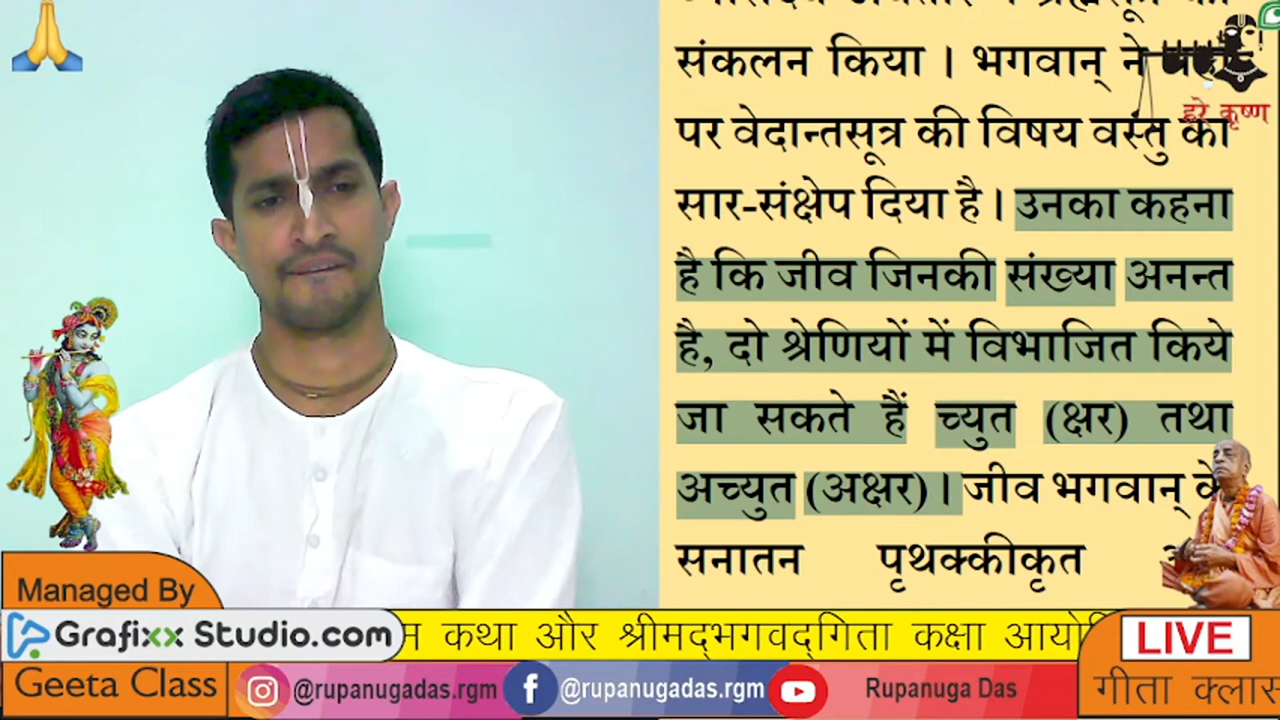 संकलन किया । भगवान् ने
पर वेदान्तसूत्र की विषय वस्तु का
सार-संक्षेप दिया है। उनका कहना
है कि जीव जिनकी संख्या अनन्त
है, दो श्रेणियों में विभाजित किये
जा सकते हैं च्युत (क्षर) तथा
अच्युत (अक्षर)। जीव भगवान् के
सनातन पृथक्कीकृत
हरे कृष्ण
Managed By
Grafixx Studio.com
कथा और श्रीमद्भगवद्गिता कक्षा
LIVE
Geeta Class
@rupanugadas.rgm
@rupanugadas.rgm
Rupanuga Das
गीता क्लास